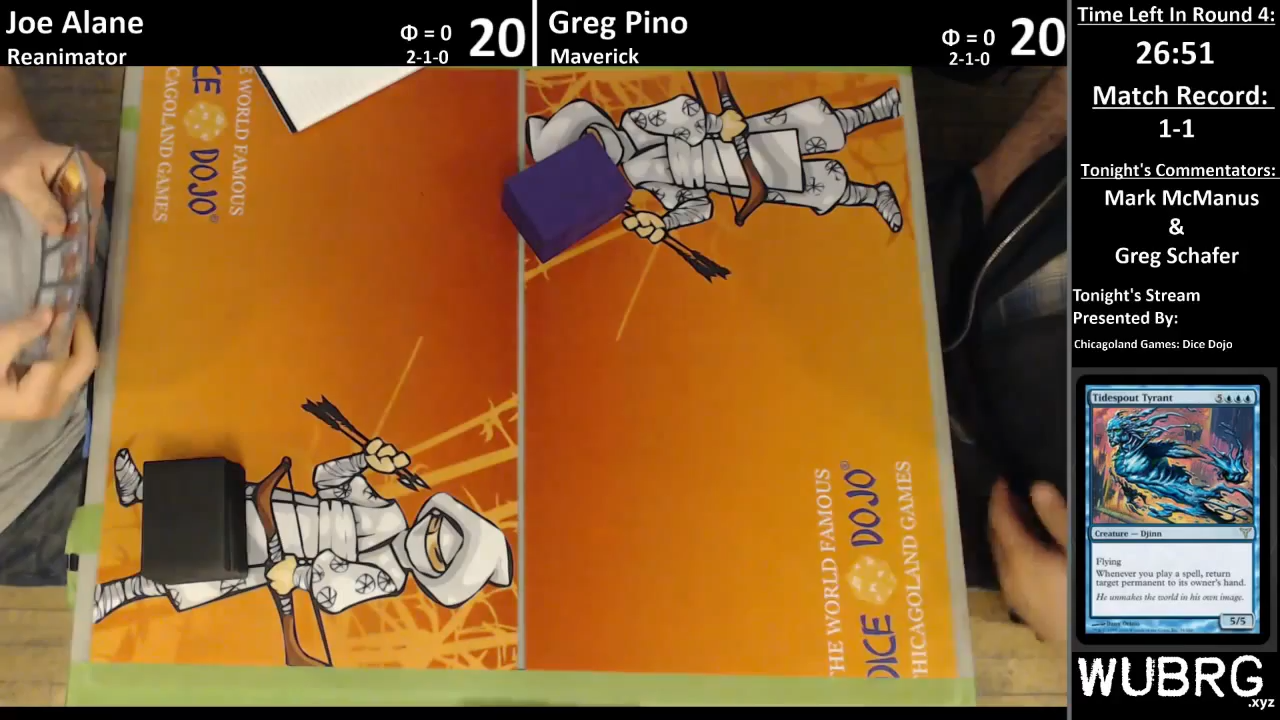 Joe Alane
Reanimator
Φ = 0
2-1-0
20
Greg Pino
Maverick
Φ = 0
2-1-0
20
Time Left In Round 4:
26:51
Match Record:
1-1
Tonight's Commentators:
Mark McManus
&
Greg Schafer
Tonight's Stream
Presented By:
Chicagoland Games: Dice Dojo
Tidespout Tyrant
5
Creature — Djinn
Flying
Whenever you play a spell, return
target permanent to its owner's hand.
He unmakes the world in his own image.
5/5
WUBRG
.xyz
E WORLD FAMOUS
CE DOJO®
CAGOLAND GAMES
THE WORLD FAMOUS
DICE DOJO®
HICAGOLAND GAMES